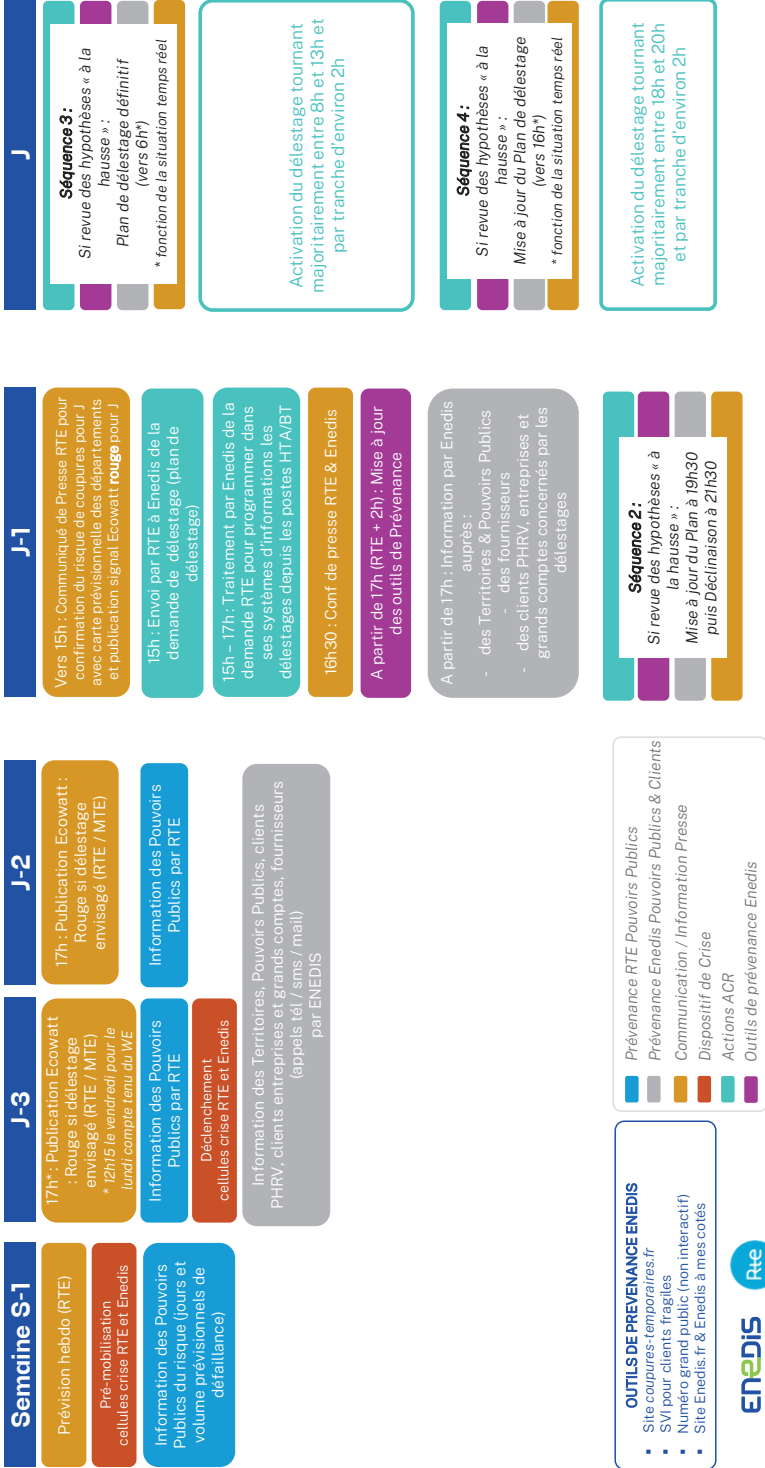 Semaine S-1
Prévision hebdo (RTE)
Pré-mobilisation
cellules crise RTE et Enedis
Information des Pouvoirs
Publics du risque (jours et
volume prévisionnels de
défaillance)
J-3
17h* : Publication Ecowatt
: Rouge si délestage
envisagé (RTE / MTE)
* 12h15 le vendredi pour le
lundi compte tenu du WE
Information des Pouvoirs
Publics par RTE
Déclenchement
cellules crise RTE et Enedis
J-2
17h : Publication Ecowatt :
Rouge si délestage
envisagé (RTE / MTE)
Information des Pouvoirs
Publics par RTE
Information des Territoires, Pouvoirs Publics, clients
PHRV, clients entreprises et grands comptes, fournisseurs
(appels tél / sms / mail)
par ENEDIS
J-1
Vers 15h : Communiqué de Presse RTE pour
confirmation du risque de coupures pour J
avec carte prévisionnelle des départements
et publication signal Ecowatt rouge pour J
15h : Envoi par RTE à Enedis de la
demande de délestage (plan de
délestage)
15h – 17h : Traitement par Enedis de la
demande RTE pour programmer dans
ses systèmes d'informations les
délestages depuis les postes HTA/BT
16h30 : Conf de presse RTE & Enedis
A partir de 17h (RTE + 2h) : Mise à jour
des outils de Prévenance
A partir de 17h : Information par Enedis
auprès :
- des Territoires & Pouvoirs Publics
- des fournisseurs
- des clients PHRV, entreprises et
grands comptes concernés par les
délestages
Séquence 2 :
Si revue des hypothèses « à
la hausse » :
Mise à jour du Plan à 19h30
puis Déclinaison à 21h30
J
Séquence 3 :
Si revue des hypothèses « à la
hausse » :
Plan de délestage définitif
(vers 6h*)
* fonction de la situation temps réel
Activation du délestage tournant
majoritairement entre 8h et 13h et
par tranche d'environ 2h
Séquence 4 :
Si revue des hypothèses « à la
hausse » :
Mise à jour du Plan de délestage
(vers 16h*)
* fonction de la situation temps réel
Activation du délestage tournant
majoritairement entre 18h et 20h
et par tranche d'environ 2h
OUTILS DE PREVENANCE ENEDIS
▪ Site coupures-temporaires.fr
▪ SVI pour clients fragiles
▪ Numéro grand public (non interactif)
▪ Site Enedis.fr & Enedis à mes cotés
Prévenance RTE Pouvoirs Publics
Prévenance Enedis Pouvoirs Publics & Clients
Communication / Information Presse
Dispositif de Crise
Actions ACR
Outils de prévenance Enedis
ENEDIS
Rte